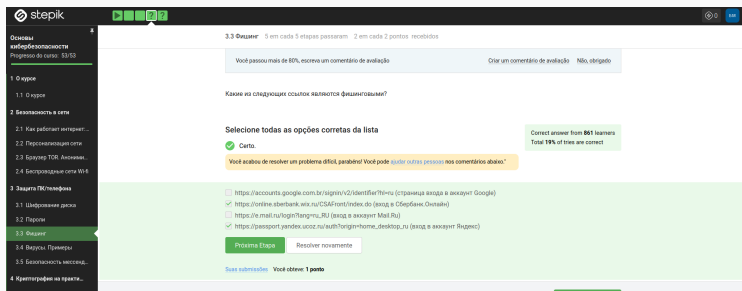 stepik
0
Основы
кибербезопасности
Progresso do curso: 53/53
1 О курсе
1.1 О курсе
2 Безопасность в сети
2.1 Как работает интернет:...
2.2 Персонализация сети
2.3 Браузер TOR. Аноними...
2.4 Беспроводные сети Wi-fi
3 Защита ПК/телефона
3.1 Шифрование диска
3.2 Пароли
3.3 Фишинг
3.4 Вирусы. Примеры
3.5 Безопасность мессенд...
4 Криптография на практи...
3.3 Фишинг 5 em cada 5 etapas passaram 2 em cada 2 pontos recebidos
Você passou mais de 80%, escreva um comentário de avaliação Criar um comentário de avaliação Não, obrigado
Какие из следующих ссылок являются фишинговыми?
Selecione todas as opções corretas da lista
Correct answer from 861 learners
Total 19% of tries are correct
Certo.
Você acabou de resolver um problema difícil, parabéns! Você pode ajudar outras pessoas nos comentários abaixo."
https://accounts.google.com.br/signin/v2/identifier?hl=ru (страница входа в аккаунт Google)
https://online.sberbank.wix.ru/CSAFront/index.do (вход в Сбербанк.Онлайн)
https://e.mail.ru/login?lang=ru_RU (вход в аккаунт Mail.Ru)
https://passport.yandex.ucoz.ru/auth?origin=home_desktop_ru (вход в аккаунт Яндекс)
Próxima Etapa Resolver novamente
Suas submissões Você obteve: 1 ponto